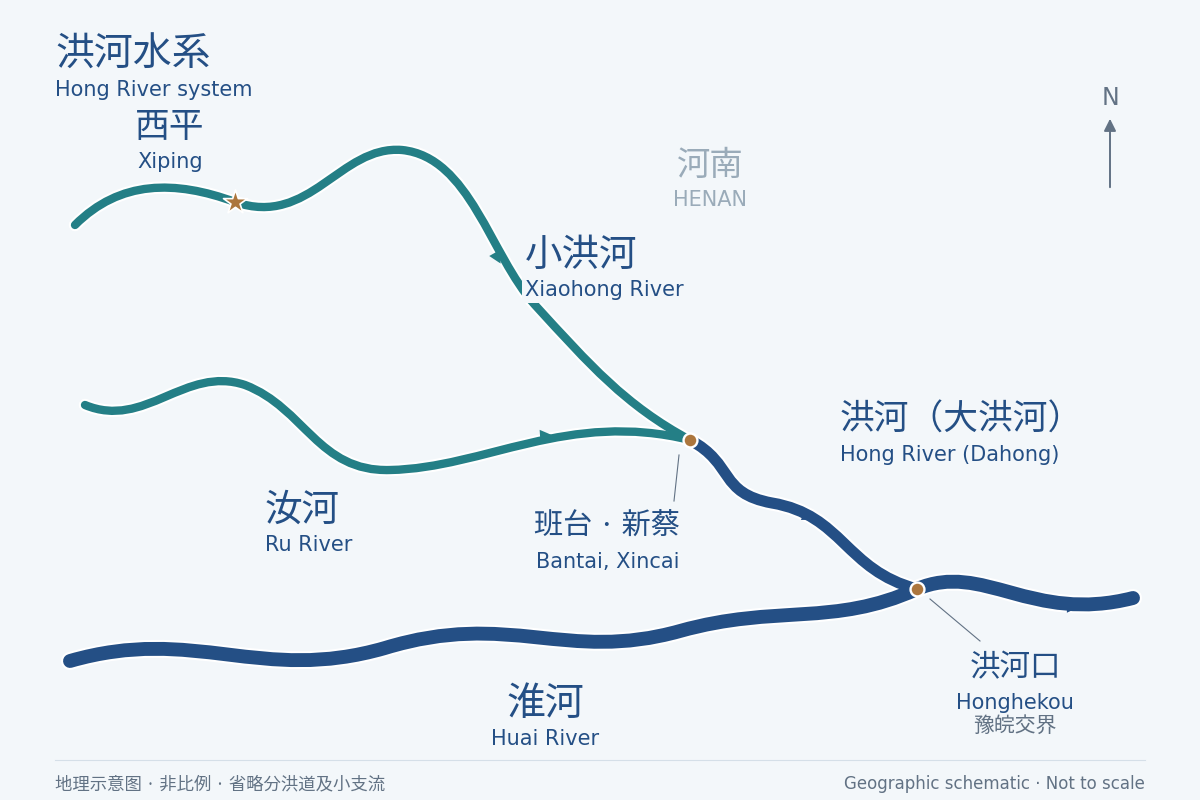 洪河水系
Hong River system
西平
Xiping
N
河南
HENAN
小洪河
Xiaohong River
洪河（大洪河）
Hong River (Dahong)
汝河
Ru River
班台 · 新蔡
Bantai, Xincai
洪河口
Honghekou
豫皖交界
淮河
Huai River
地理示意图 · 非比例 · 省略分洪道及小支流
Geographic schematic · Not to scale